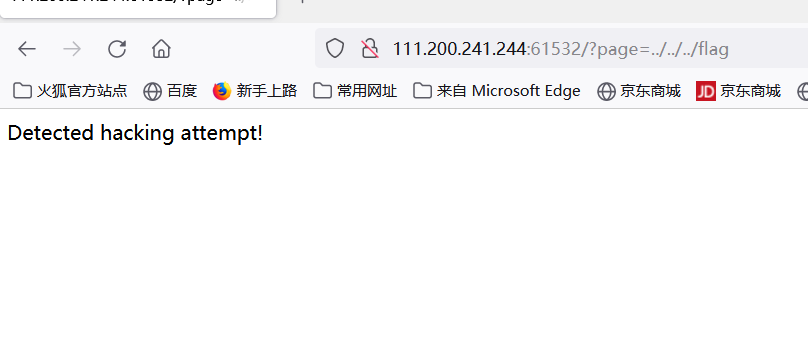 111.200.241.244:61532/?page=../../../flag
火狐官方站点 百度 新手上路 常用网址 来自 Microsoft Edge 京东商城 JD 京东商城
Detected hacking attempt!